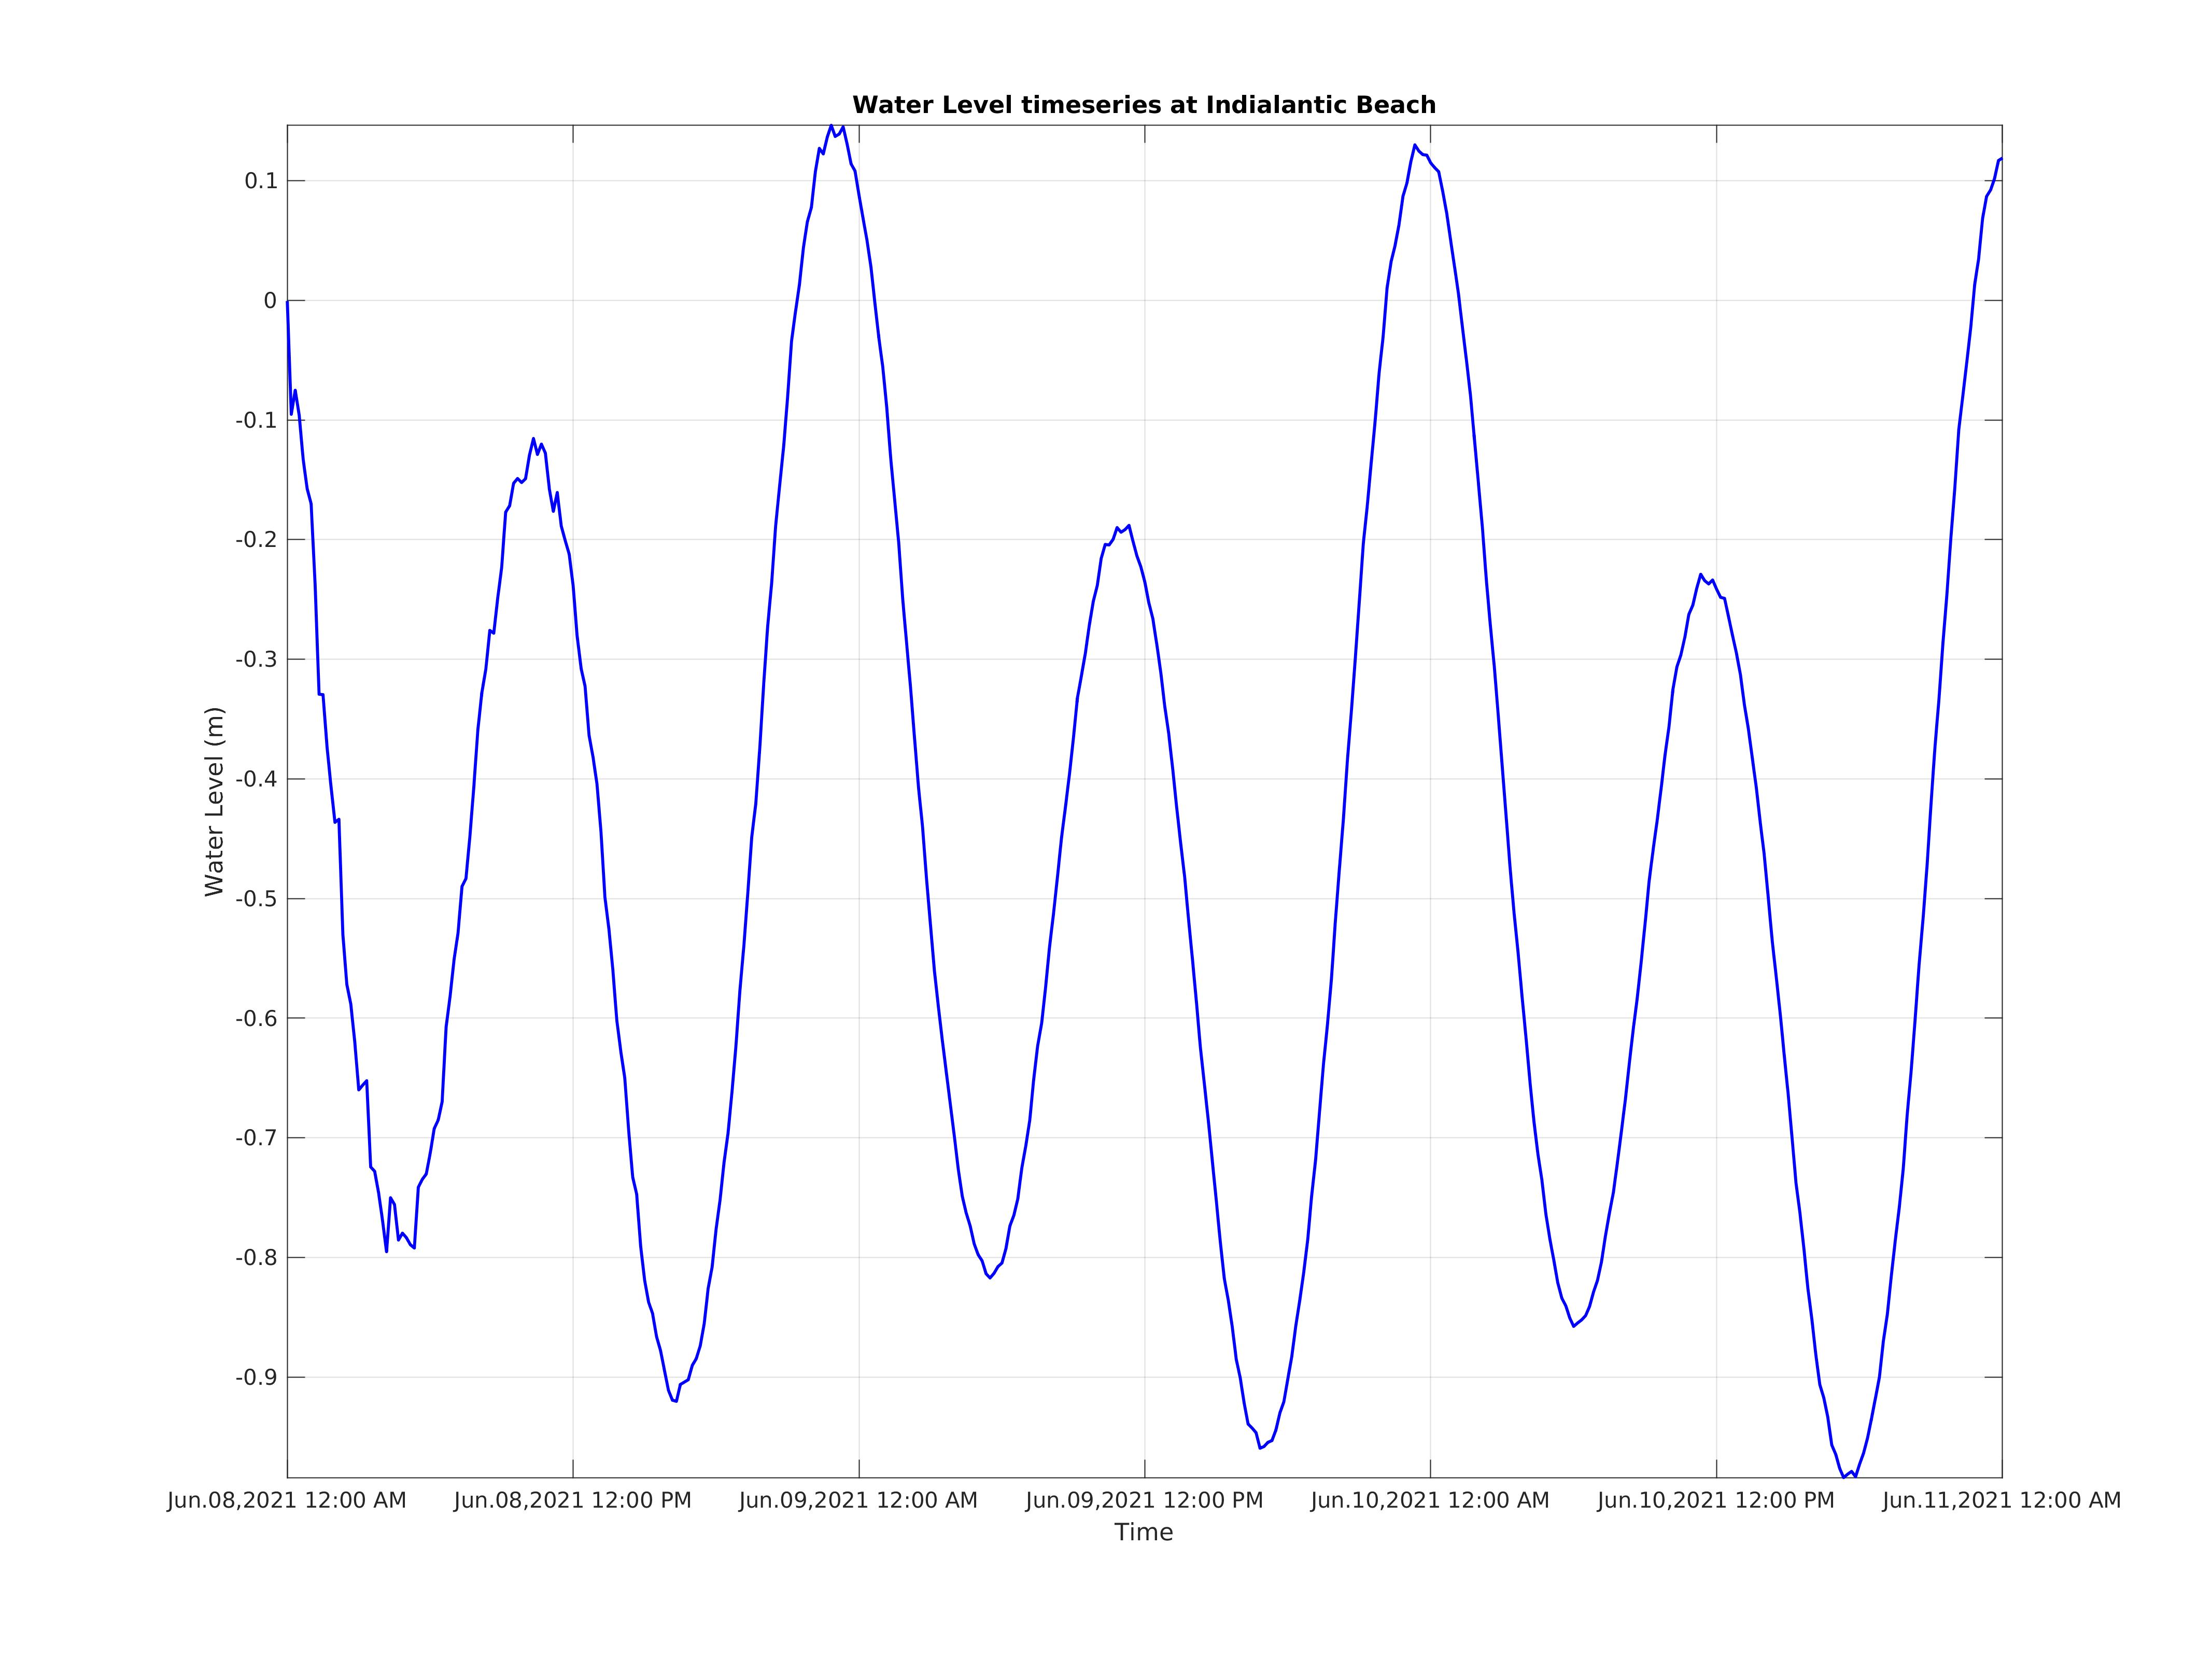 Water Level timeseries at Indialantic Beach
0.1
0
-0.1
-0.2
-0.3
-0.4
-0.5
-0.6
-0.7
-0.8
-0.9
Water Level (m)
Jun.08,2021 12:00 AM
Jun.08,2021 12:00 PM
Jun.09,2021 12:00 AM
Jun.09,2021 12:00 PM
Jun.10,2021 12:00 AM
Jun.10,2021 12:00 PM
Jun.11,2021 12:00 AM
Time